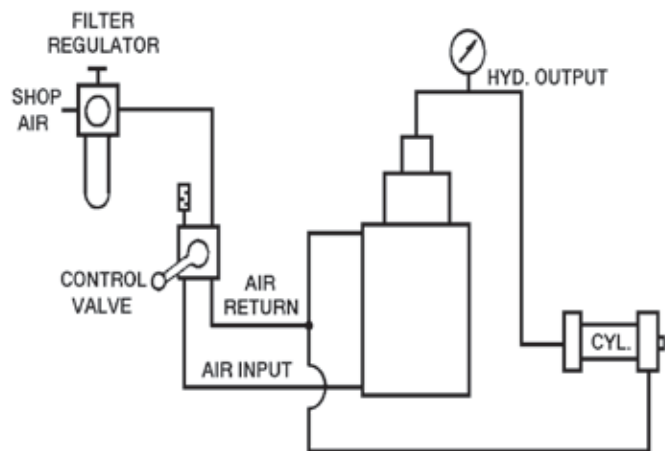 FILTER
REGULATOR
SHOP
AIR
HYD. OUTPUT
CONTROL
VALVE
AIR
RETURN
AIR INPUT
CYL.